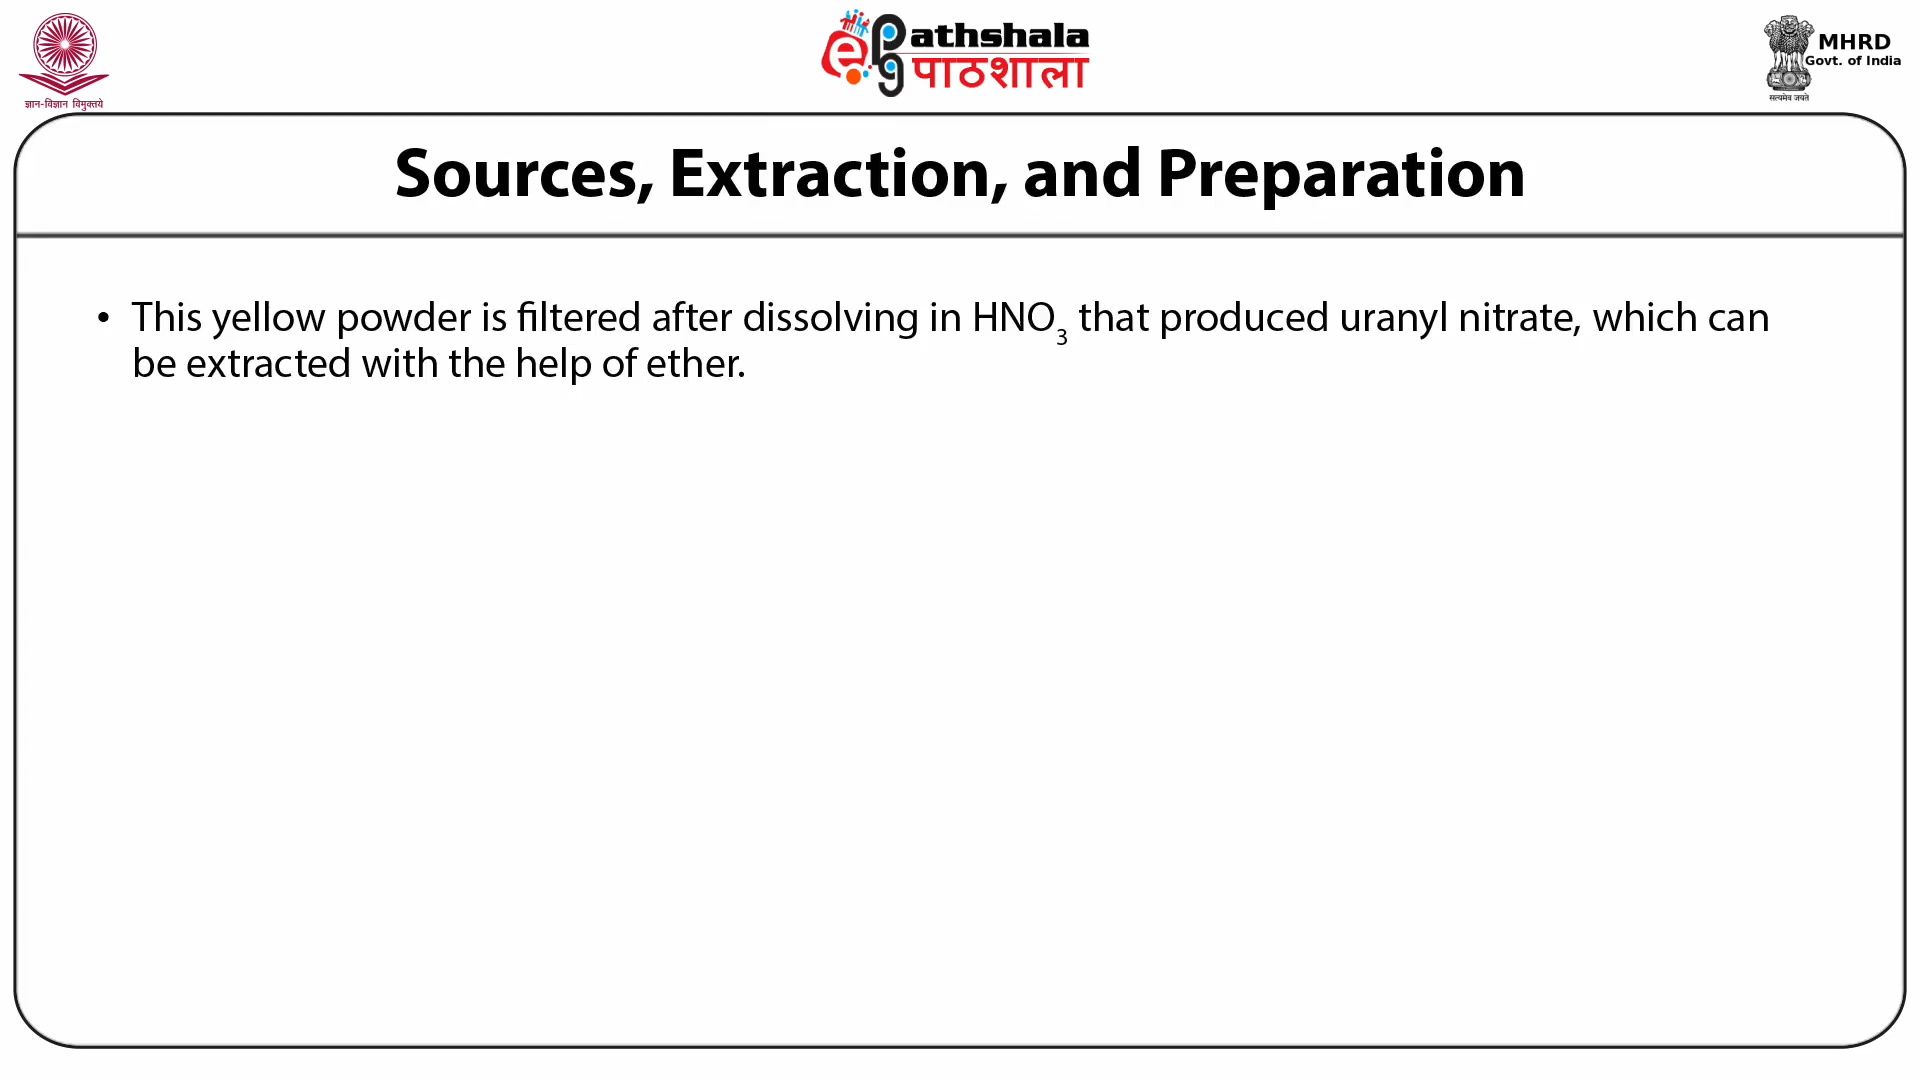 ज्ञान-विज्ञान विमुक्तये
epg athshala
पाठशाला
सत्यमेव जयते
MHRD
Govt. of India
Sources, Extraction, and Preparation
• This yellow powder is filtered after dissolving in HNO₃ that produced uranyl nitrate, which can
be extracted with the help of ether.